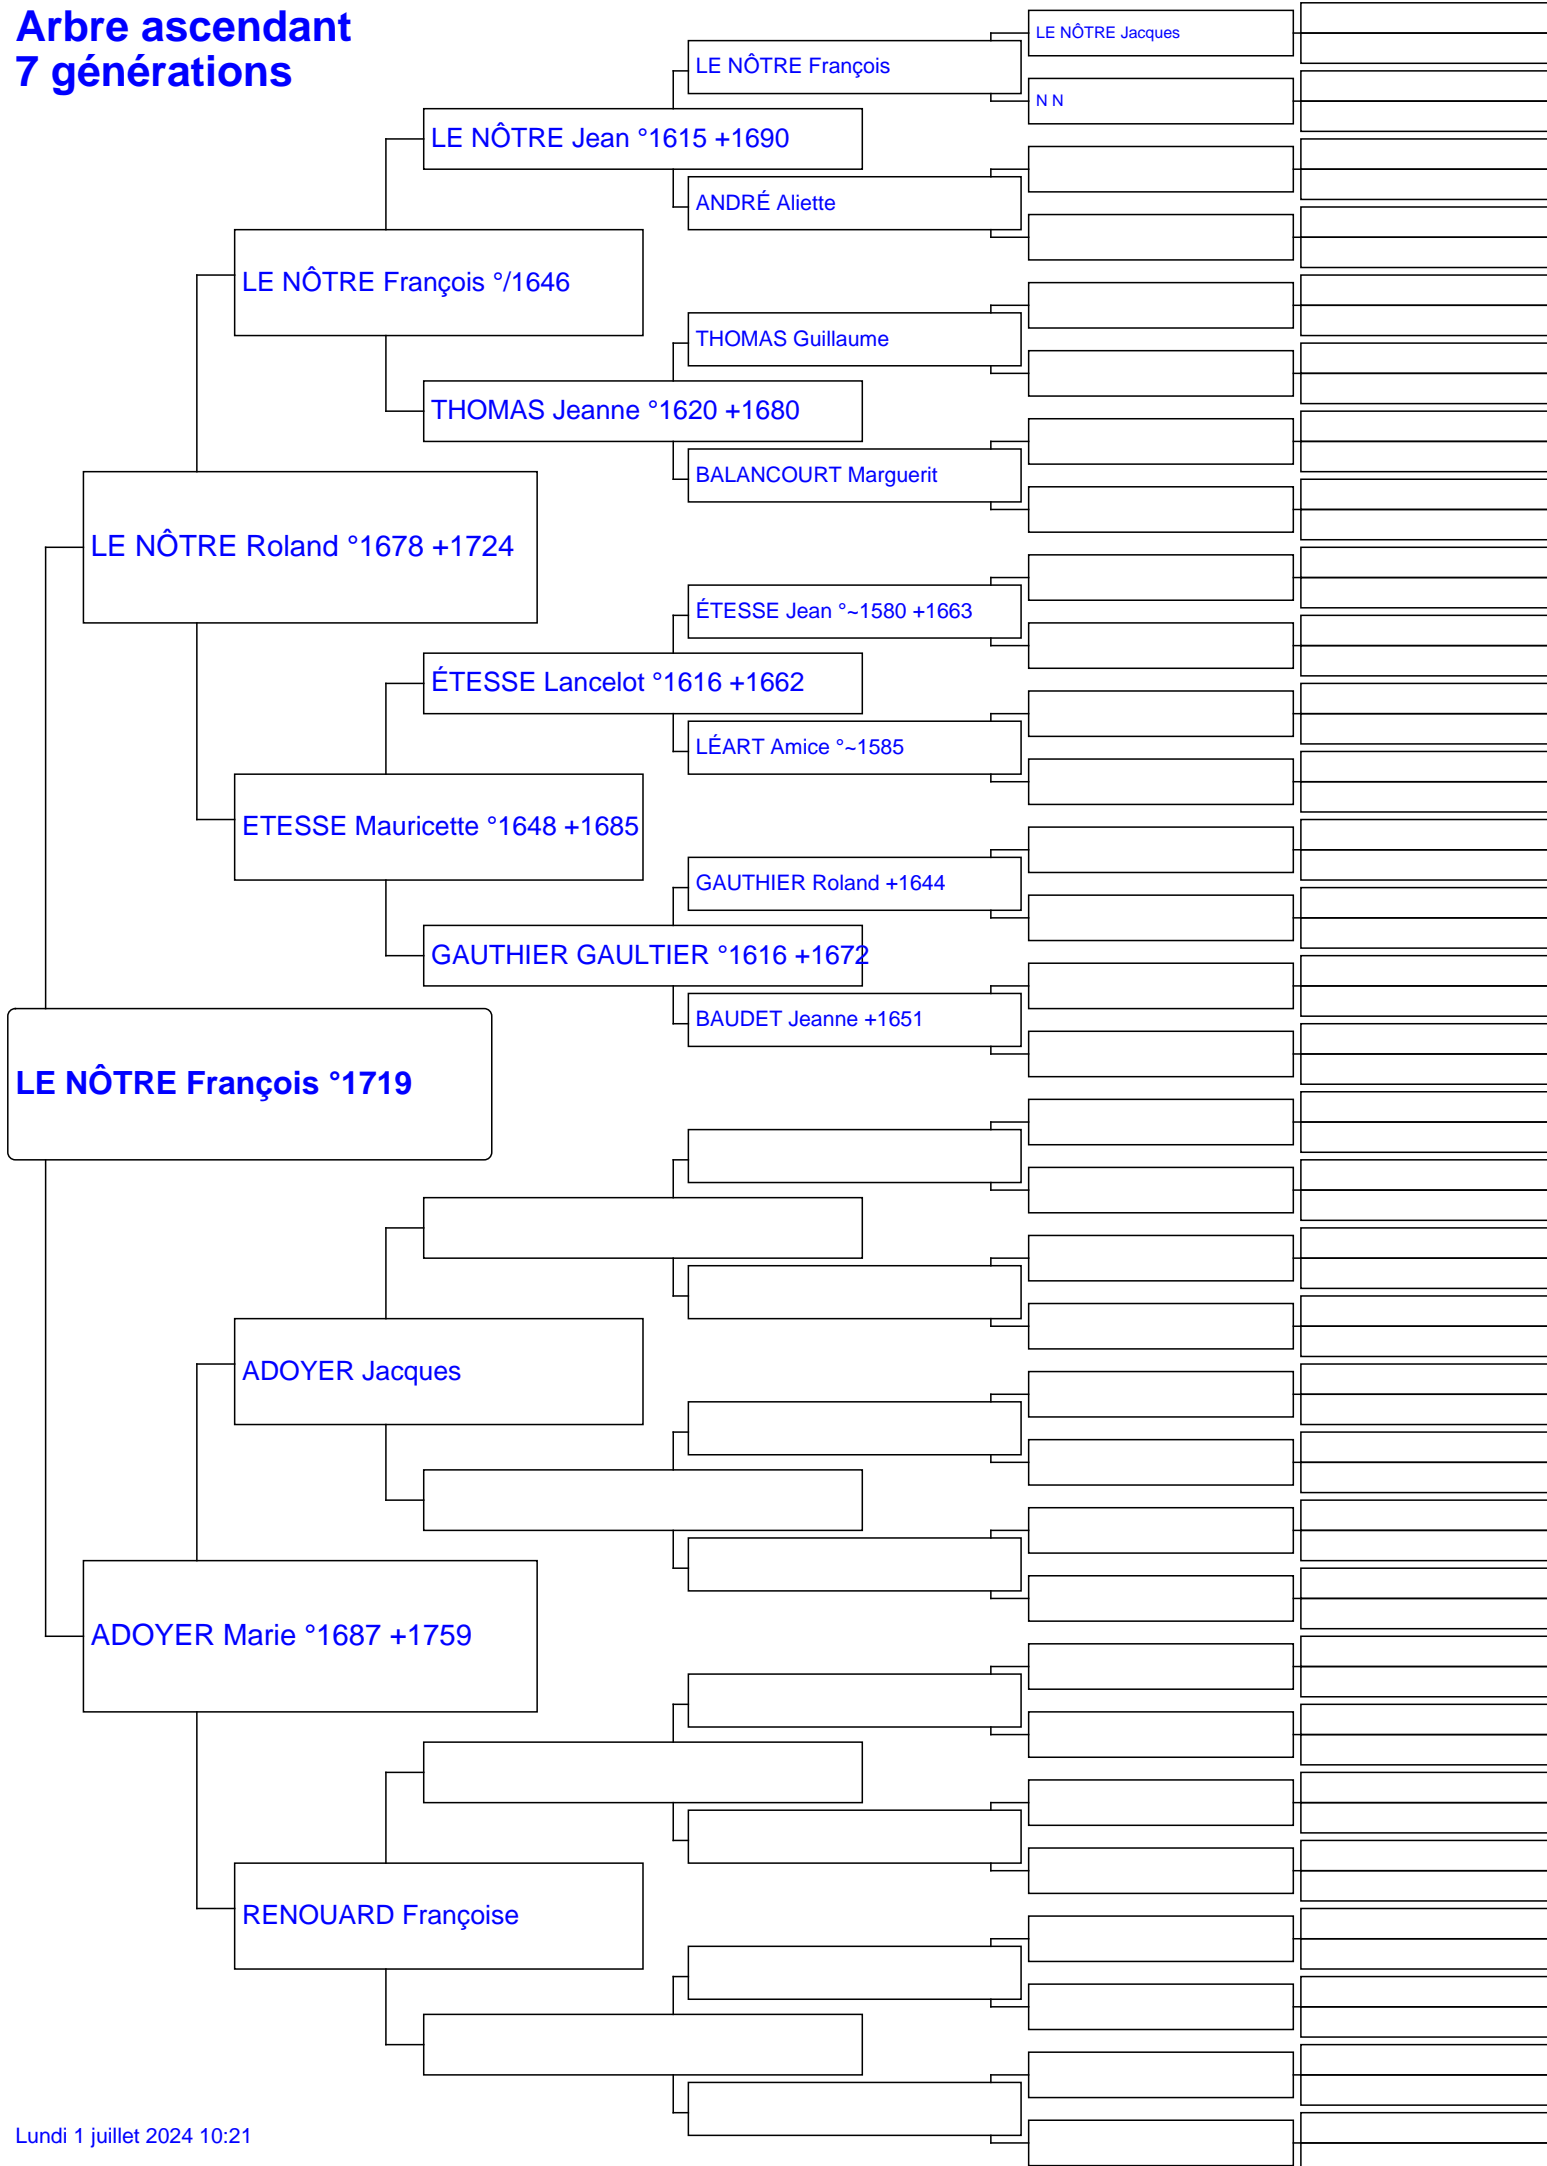 Arbre ascendant
7 générations
LE NÔTRE Jacques
LE NÔTRE François
N N
LE NÔTRE Jean °1615 +1690
ANDRÉ Aliette
LE NÔTRE François °/1646
THOMAS Guillaume
THOMAS Jeanne °1620 +1680
BALANCOURT Marguerit
LE NÔTRE Roland °1678 +1724
ÉTESSE Jean °~1580 +1663
ÉTESSE Lancelot °1616 +1662
LÉART Amice °~1585
ETESSE Mauricette °1648 +1685
GAUTHIER Roland +1644
GAUTHIER GAULTIER °1616 +1672
BAUDET Jeanne +1651
LE NÔTRE François °1719
ADOYER Jacques
ADOYER Marie °1687 +1759
RENOUARD Françoise
Lundi 1 juillet 2024 10:21